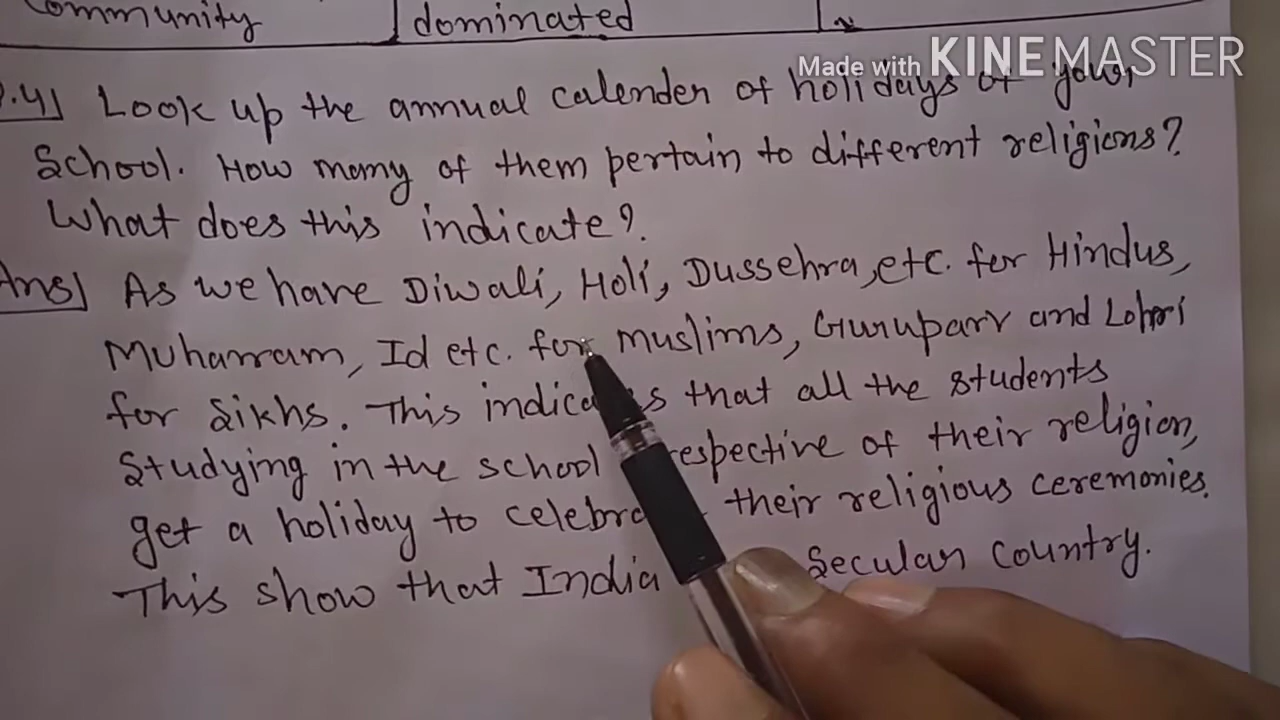 community dominated
Made with KINEMASTER
Q.4) Look up the annual calender of holidays of your
School. How many of them pertain to different religions?
What does this indicate?
Ans) As we have Diwali, Holi, Dussehra, etc. for Hindus,
Muharram, Id etc. for muslims, Guruparv and Lohri
for Sikhs. This indicates that all the students
Studying in the school respective of their religion,
get a holiday to celebra their religious ceremonies.
This show that India Secular Country.